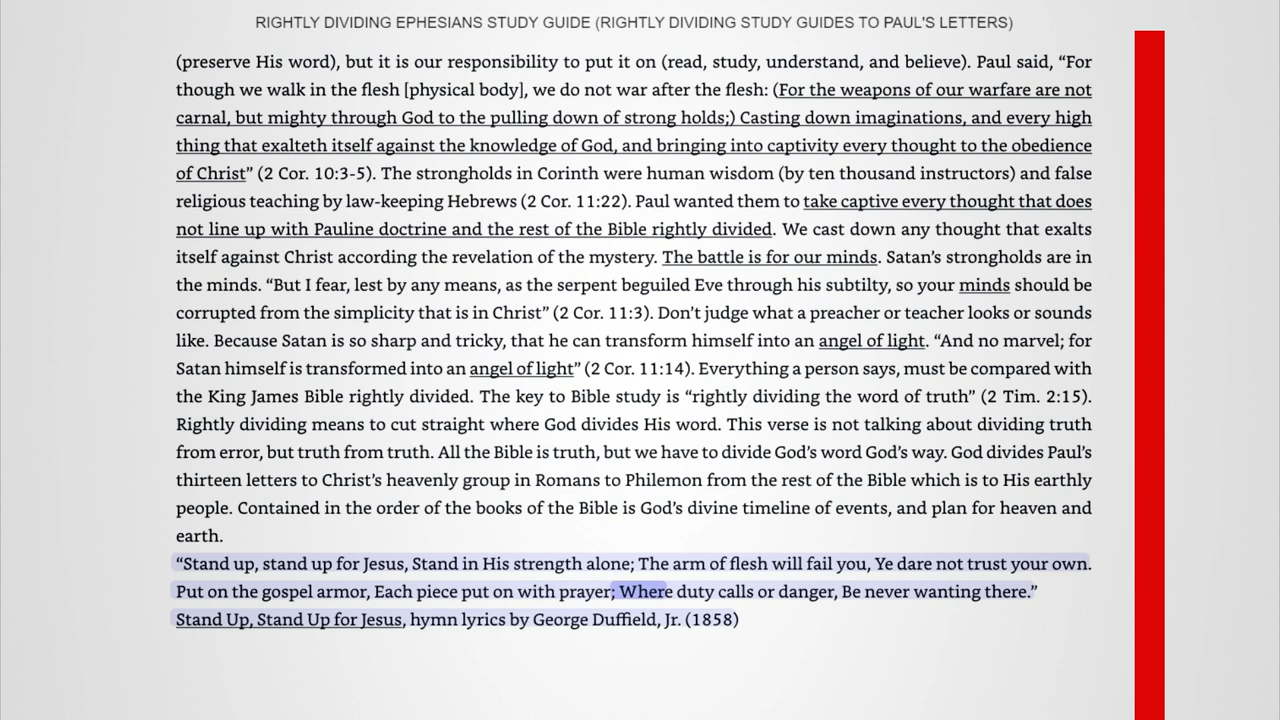 RIGHTLY DIVIDING EPHESIANS STUDY GUIDE (RIGHTLY DIVIDING STUDY GUIDES TO PAUL'S LETTERS)
(preserve His word), but it is our responsibility to put it on (read, study, understand, and believe). Paul said, “For
though we walk in the flesh [physical body], we do not war after the flesh: (For the weapons of our warfare are not
carnal, but mighty through God to the pulling down of strong holds;) Casting down imaginations, and every high
thing that exalteth itself against the knowledge of God, and bringing into captivity every thought to the obedience
of Christ” (2 Cor. 10:3-5). The strongholds in Corinth were human wisdom (by ten thousand instructors) and false
religious teaching by law-keeping Hebrews (2 Cor. 11:22). Paul wanted them to take captive every thought that does
not line up with Pauline doctrine and the rest of the Bible rightly divided. We cast down any thought that exalts
itself against Christ according the revelation of the mystery. The battle is for our minds. Satan’s strongholds are in
the minds. “But I fear, lest by any means, as the serpent beguiled Eve through his subtilty, so your minds should be
corrupted from the simplicity that is in Christ” (2 Cor. 11:3). Don’t judge what a preacher or teacher looks or sounds
like. Because Satan is so sharp and tricky, that he can transform himself into an angel of light. “And no marvel; for
Satan himself is transformed into an angel of light” (2 Cor. 11:14). Everything a person says, must be compared with
the King James Bible rightly divided. The key to Bible study is “rightly dividing the word of truth” (2 Tim. 2:15).
Rightly dividing means to cut straight where God divides His word. This verse is not talking about dividing truth
from error, but truth from truth. All the Bible is truth, but we have to divide God’s word God’s way. God divides Paul’s
thirteen letters to Christ’s heavenly group in Romans to Philemon from the rest of the Bible which is to His earthly
people. Contained in the order of the books of the Bible is God’s divine timeline of events, and plan for heaven and
earth.
“Stand up, stand up for Jesus, Stand in His strength alone; The arm of flesh will fail you, Ye dare not trust your own.
Put on the gospel armor, Each piece put on with prayer; Where duty calls or danger, Be never wanting there.”
Stand Up, Stand Up for Jesus, hymn lyrics by George Duffield, Jr. (1858)